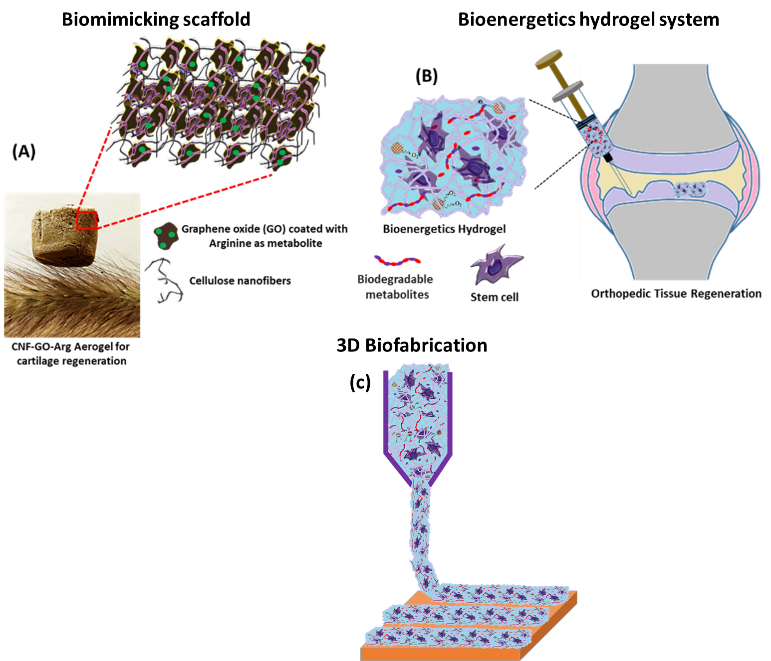 Biomimicking scaffold
Bioenergetics hydrogel system
(A)
(B)
Graphene oxide (GO) coated with
Arginine as metabolite
Cellulose nanofibers
CNF-GO-Arg Aerogel for
cartilage regeneration
Bioenergetics Hydrogel
Biodegradable
metabolites
Stem cell
Orthopedic Tissue Regeneration
3D Biofabrication
(c)